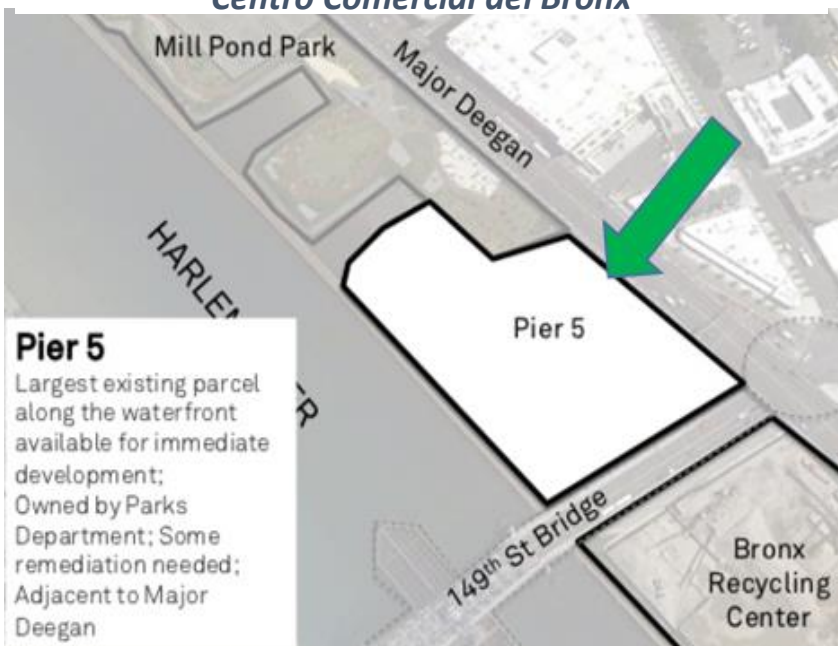 Centro Comercial del Bronx
Mill Pond Park
Major Deegan
HARLEM RIVER
Pier 5
Pier 5
Largest existing parcel
along the waterfront
available for immediate
development;
Owned by Parks
Department; Some
remediation needed;
Adjacent to Major
Deegan
149th St Bridge
Bronx
Recycling
Center